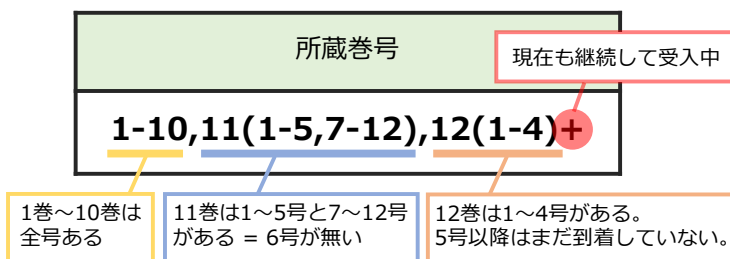 所蔵巻号
現在も継続して受入中
1-10,11(1-5,7-12),12(1-4)+
1巻~10巻は
全号ある
11巻は1~5号と7~12号
がある = 6号が無い
12巻は1~4号がある。
5号以降はまだ到着していない。